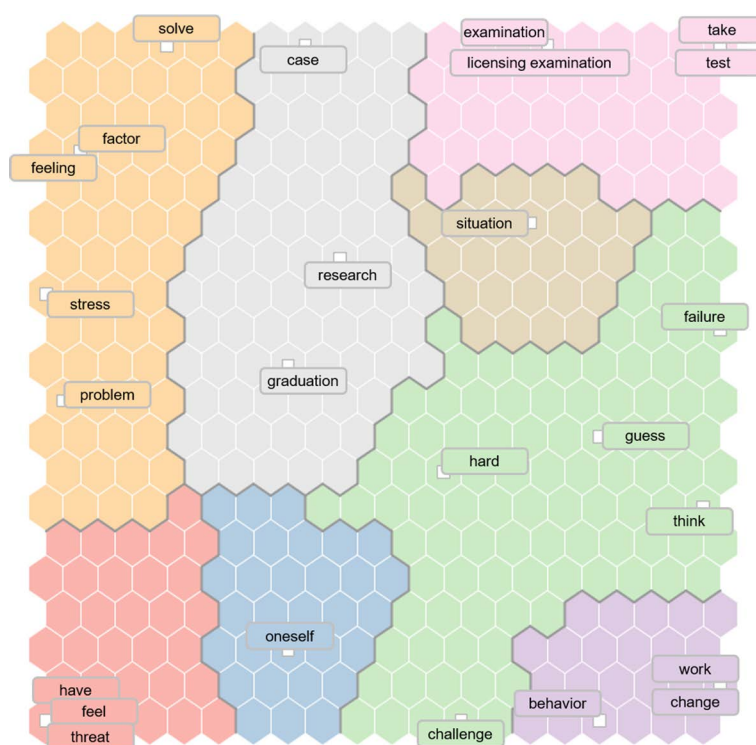 solve
examination
take
case
licensing examination
test
factor
feeling
situation
research
stress
failure
graduation
problem
guess
hard
think
oneself
work
have
change
behavior
feel
challenge
threat